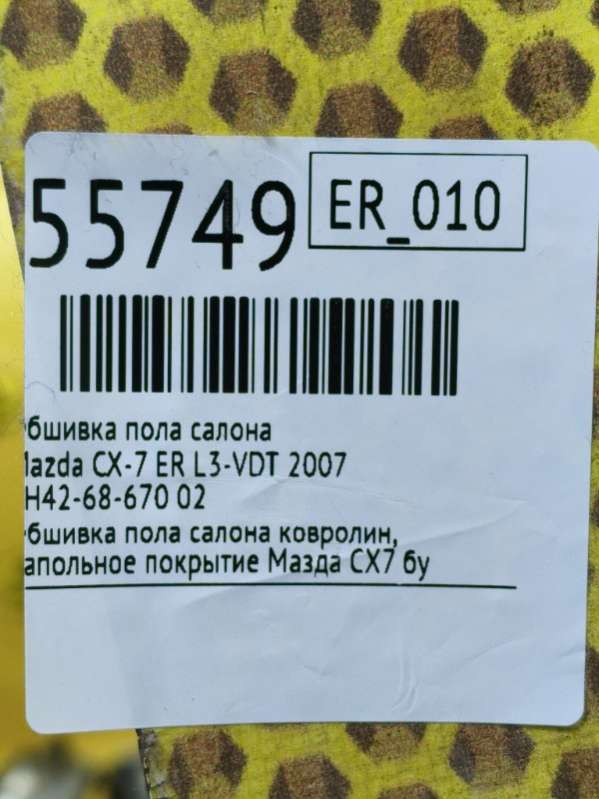 55749
ER_010
бшивка пола салона
azda CX-7 ER L3-VDT 2007
H42-68-670 02
бшивка пола салона ковролин,
апольное покрытие Мазда СХ7 бу